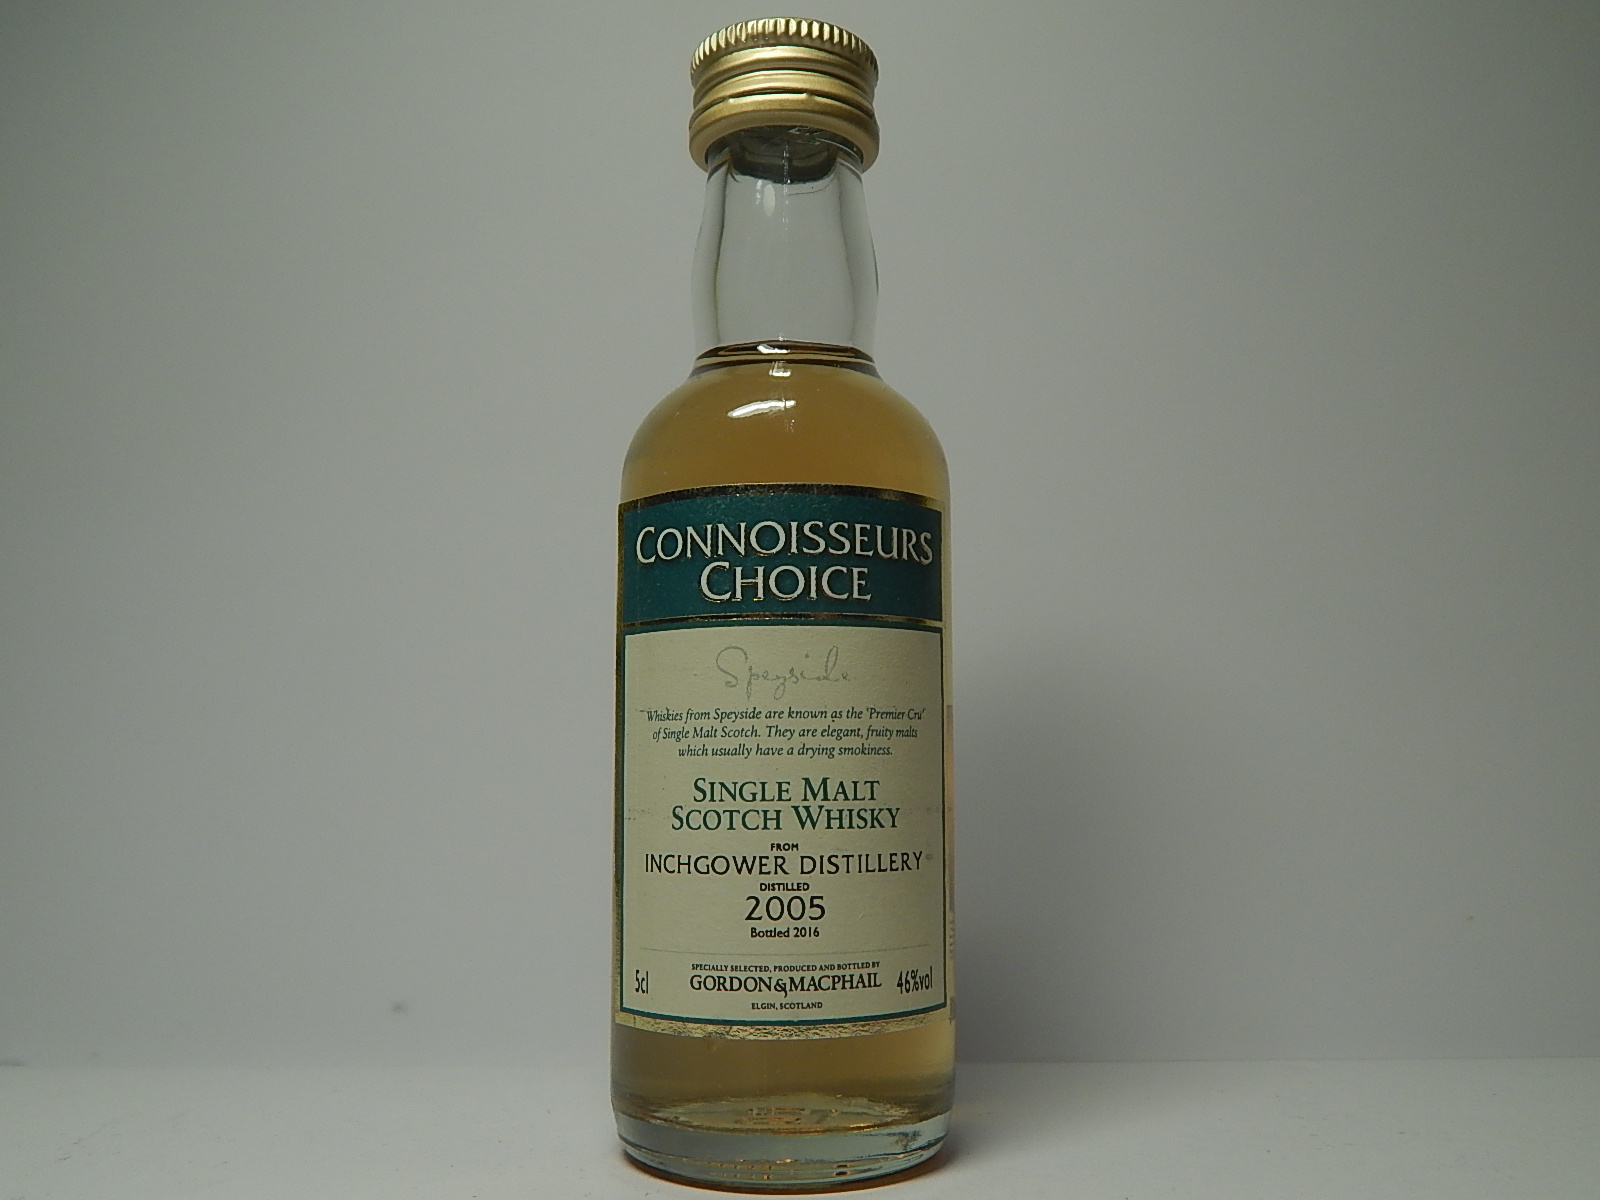 CONNOISSEURS
CHOICE
Speyside
Whiskies from Speyside are known as the 'Premier Cru'
of Single Malt Scotch. They are elegant, fruity malts
which usually have a drying smokiness.
SINGLE MALT
SCOTCH WHISKY
FROM
INCHGOWER DISTILLERY
DISTILLED
2005
Bottled 2016
SPECIALLY SELECTED, PRODUCED AND BOTTLED BY
5cl GORDON & MACPHAIL 46%vol
ELGIN, SCOTLAND